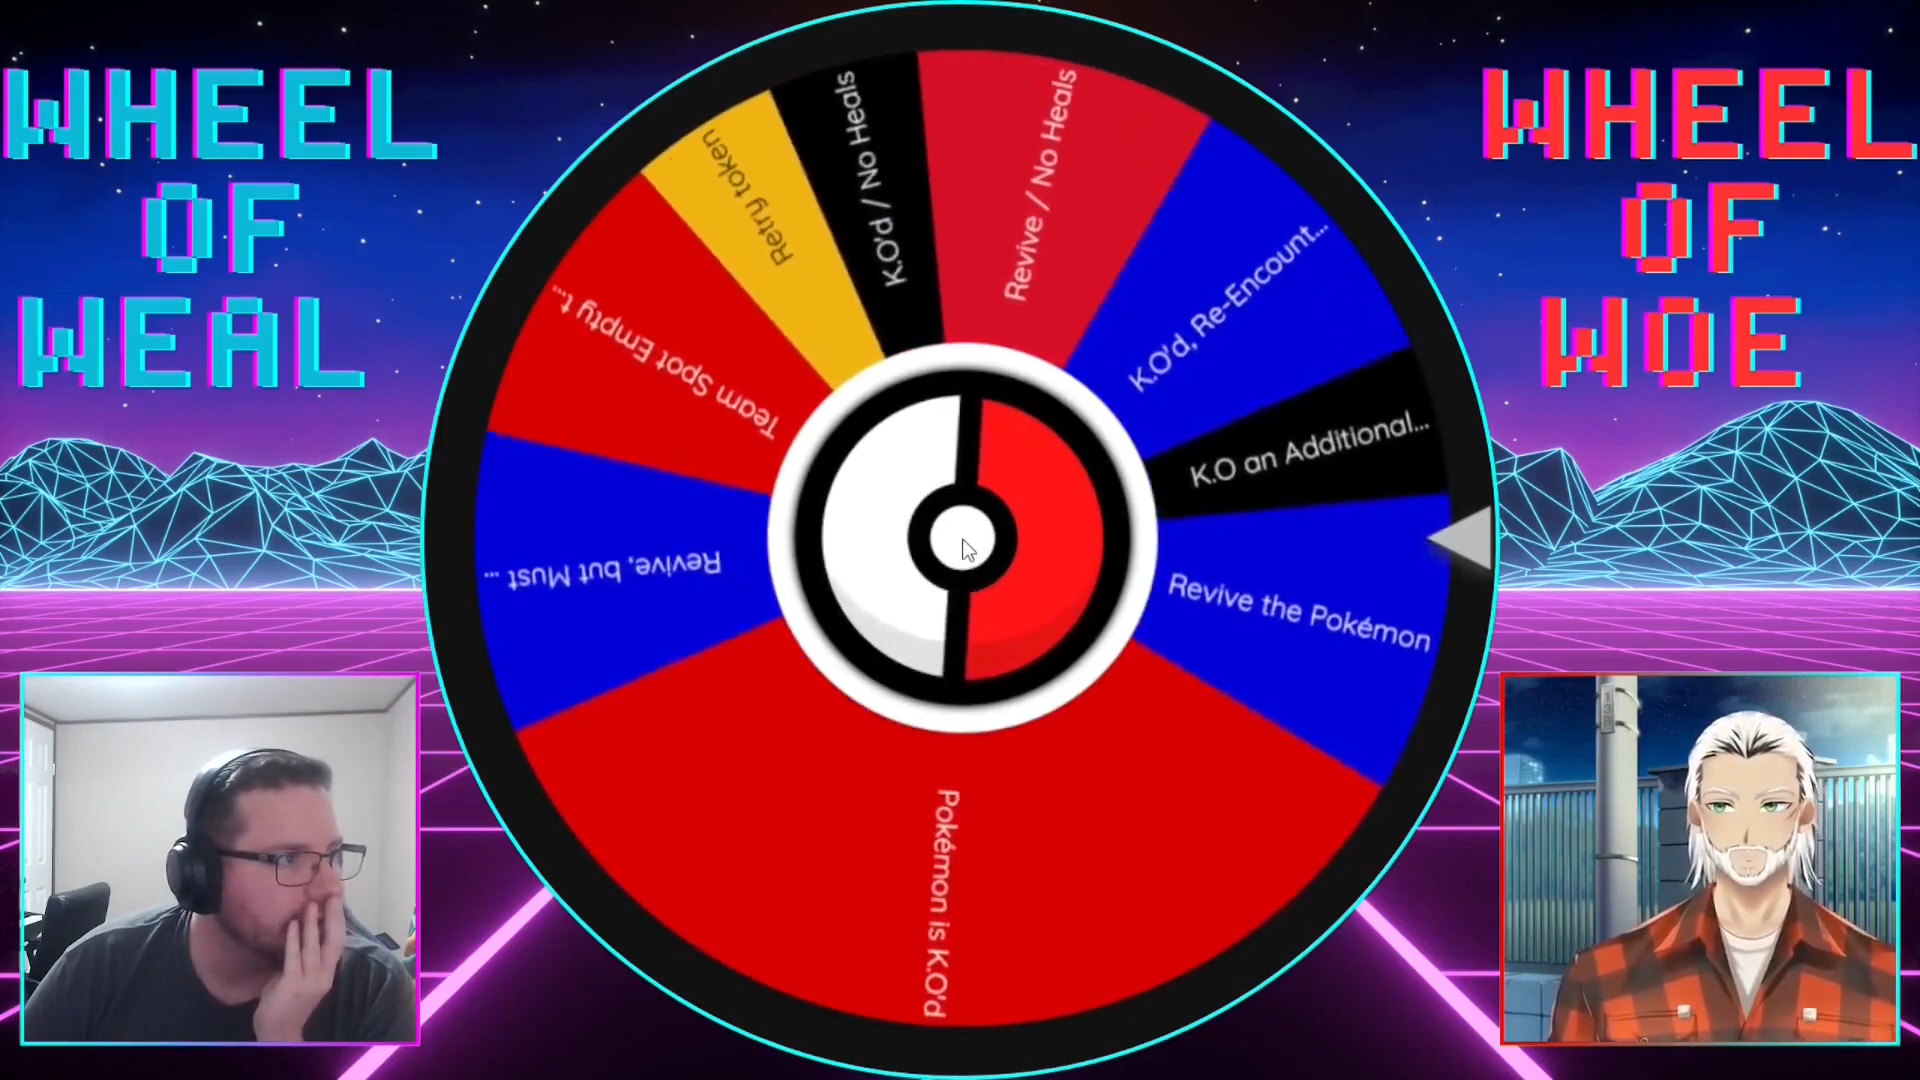 WHEEL
OF
WEAL
WHEEL
OF
WOE
Retry token
K.O'd / No Heals
Revive / No Heals
K.O'd, Re-Encount...
K.O an Additional...
Revive the Pokémon
Pokémon is K.O'd
Revive, but Must ...
Team Spot Empty t...